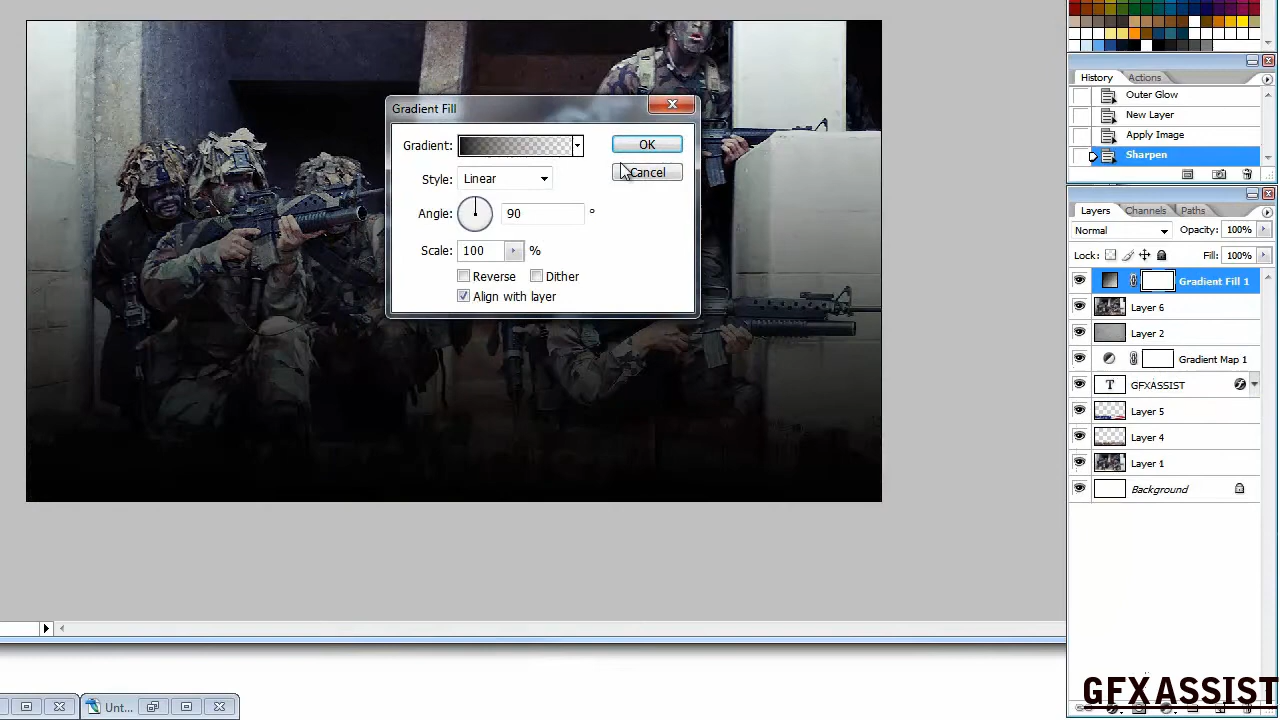 Gradient Fill
Gradient:
OK
Style: Linear
Cancel
Angle: 90 °
Scale: 100 %
Reverse Dither
Align with layer
History Actions
Outer Glow
New Layer
Apply Image
Sharpen
Layers Channels Paths
Normal Opacity: 100%
Lock: Fill: 100%
Gradient Fill 1
Layer 6
Layer 2
Gradient Map 1
T GFXASSIST
Layer 5
Layer 4
Layer 1
Background
Unt...
GFXASSIST